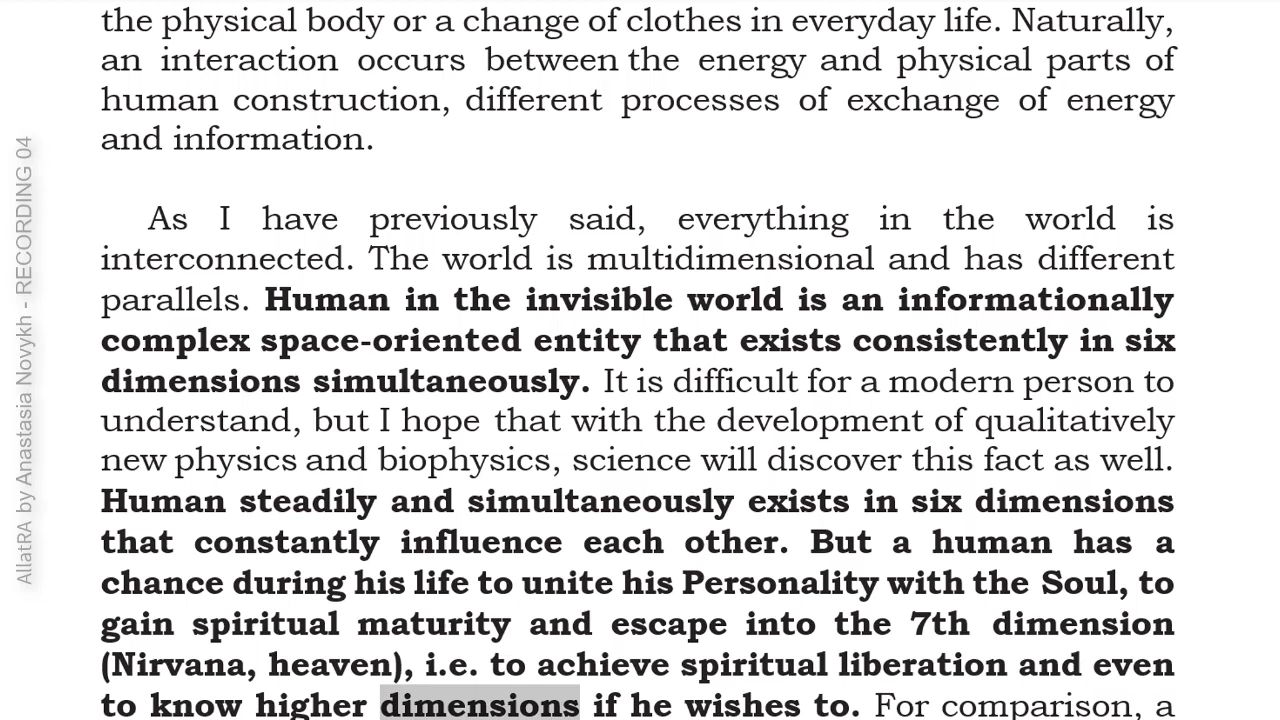 the physical body or a change of clothes in everyday life. Naturally,
an interaction occurs between the energy and physical parts of
human construction, different processes of exchange of energy
and information.
As I have previously said, everything in the world is
interconnected. The world is multidimensional and has different
parallels. Human in the invisible world is an informationally
complex space-oriented entity that exists consistently in six
dimensions simultaneously. It is difficult for a modern person to
understand, but I hope that with the development of qualitatively
new physics and biophysics, science will discover this fact as well.
Human steadily and simultaneously exists in six dimensions
that constantly influence each other. But a human has a
chance during his life to unite his Personality with the Soul, to
gain spiritual maturity and escape into the 7th dimension
(Nirvana, heaven), i.e. to achieve spiritual liberation and even
to know higher dimensions if he wishes to. For comparison, a
AllatRA by Anastasia Novykh - RECORDING 04